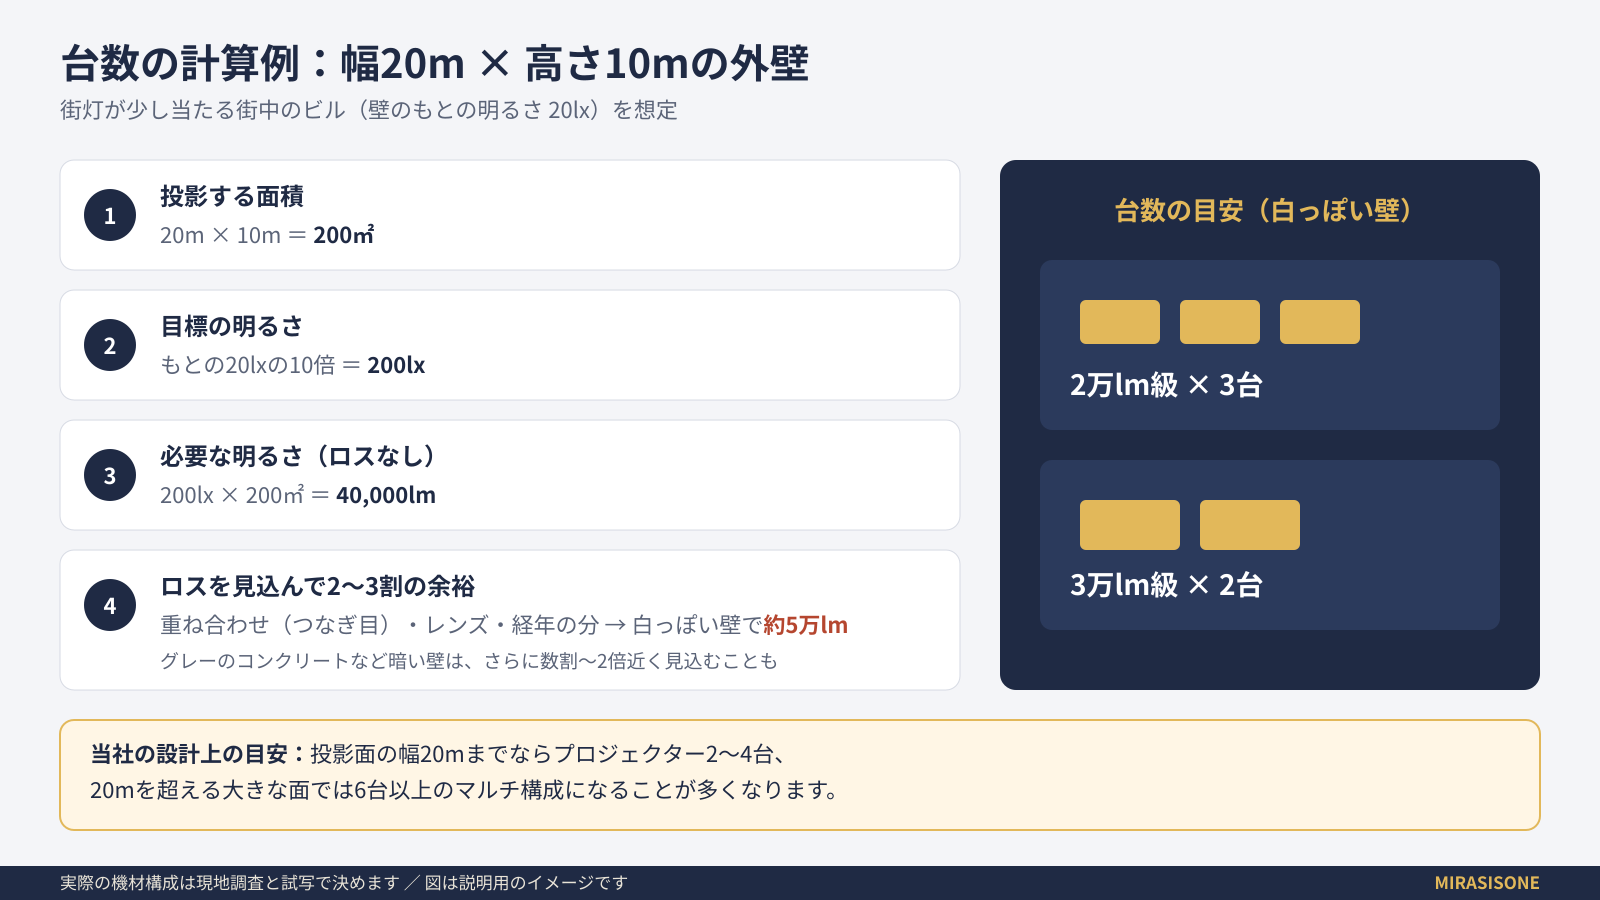 台数の計算例：幅20m × 高さ10mの外壁
街灯が少し当たる街中のビル（壁のもとの明るさ 20lx）を想定
1
投影する面積
20m × 10m ＝ 200㎡
2
目標の明るさ
もとの20lxの10倍 ＝ 200lx
3
必要な明るさ（ロスなし）
200lx × 200㎡ ＝ 40,000lm
4
ロスを見込んで2〜3割の余裕
重ね合わせ（つなぎ目）・レンズ・経年の分 → 白っぽい壁で約5万lm
グレーのコンクリートなど暗い壁は、さらに数割〜2倍近く見込むことも
台数の目安（白っぽい壁）
2万lm級 × 3台
3万lm級 × 2台
当社の設計上の目安：投影面の幅20mまでならプロジェクター2〜4台、
20mを超える大きな面では6台以上のマルチ構成になることが多くなります。
実際の機材構成は現地調査と試写で決めます ／ 図は説明用のイメージです
MIRASISONE